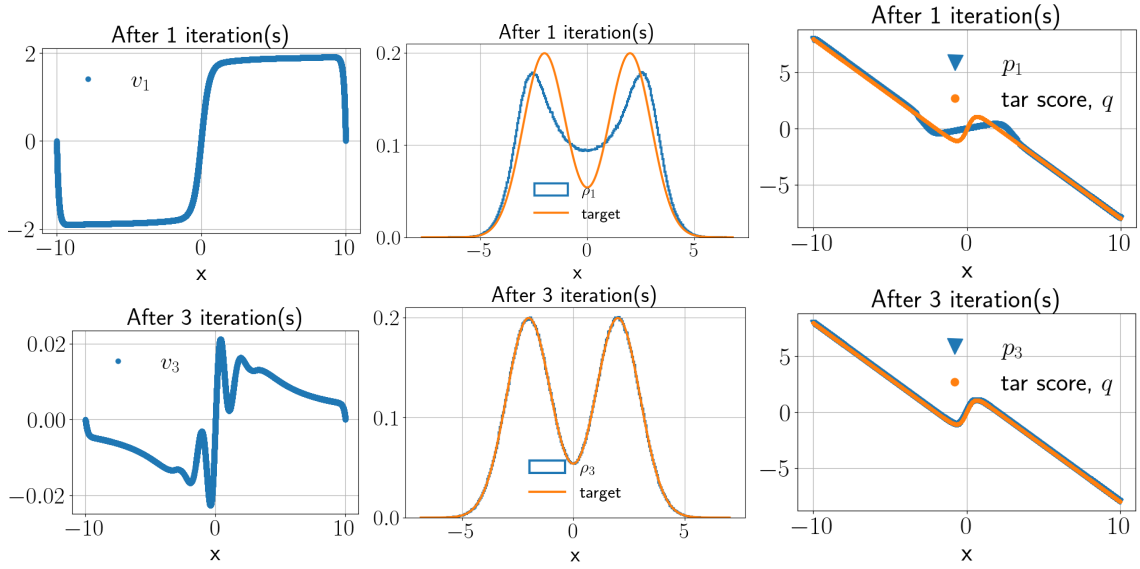 After 1 iteration(s)
2
0
−2
v₁
−10
0
10
x
After 1 iteration(s)
0.2
0.1
0.0
ρ₁
target
−5
0
5
x
After 1 iteration(s)
5
0
−5
p₁
tar score, q
−10
0
10
x
After 3 iteration(s)
0.02
0.00
−0.02
v₃
−10
0
10
x
After 3 iteration(s)
0.2
0.1
0.0
ρ₃
target
−5
0
5
x
After 3 iteration(s)
5
0
−5
p₃
tar score, q
−10
0
10
x